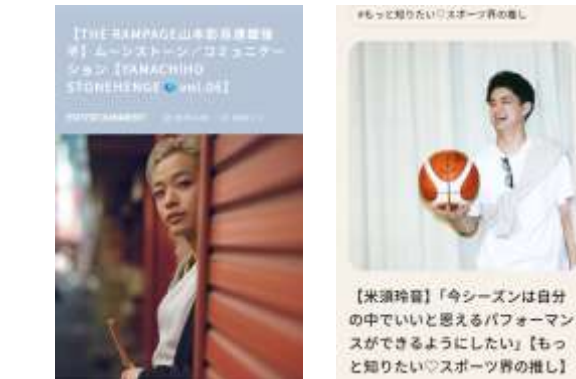 【THE RAMPAGE山本彰吾連載後
半】ムーンストーン／コミュニケー
ション【YAMACHIHO
STONEHENGE vol.06】
ENTERTAINMENT
#もっと知りたい♡スポーツ界の推し
【米須玲音】「今シーズンは自分
の中でいいと思えるパフォーマン
スができるようにしたい」【もっ
と知りたい♡スポーツ界の推し】